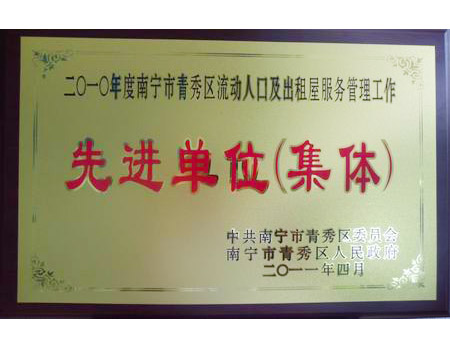 二〇一〇年度南宁市青秀区流动人口及出租屋服务管理工作
先进单位(集体)
中共南宁市青秀区委员会
南宁市青秀区人民政府
二〇一一年四月